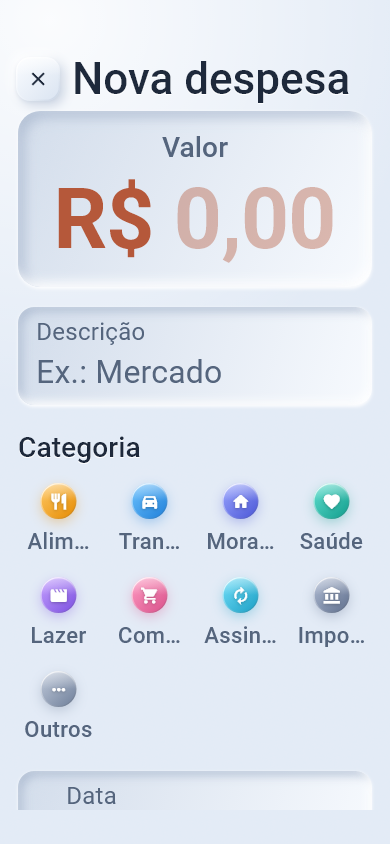 Nova despesa
Valor
R$ 0,00
Descrição
Ex.: Mercado
Categoria
Alim...
Tran...
Mora...
Saúde
Lazer
Com...
Assin...
Impo...
Outros
Data